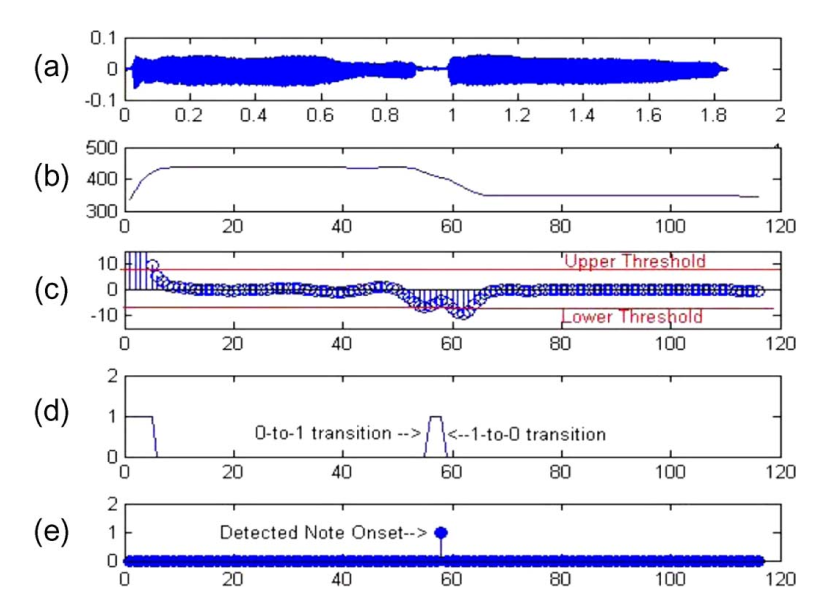 (a)
0.1
0
-0.1
0 0.2 0.4 0.6 0.8 1 1.2 1.4 1.6 1.8 2
(b)
500
400
300
0 20 40 60 80 100 120
(c)
10
0
-10
Upper Threshold
Lower Threshold
0 20 40 60 80 100 120
(d)
2
1
0
0-to-1 transition --> <--1-to-0 transition
0 20 40 60 80 100 120
(e)
2
1
0
Detected Note Onset-->
0 20 40 60 80 100 120